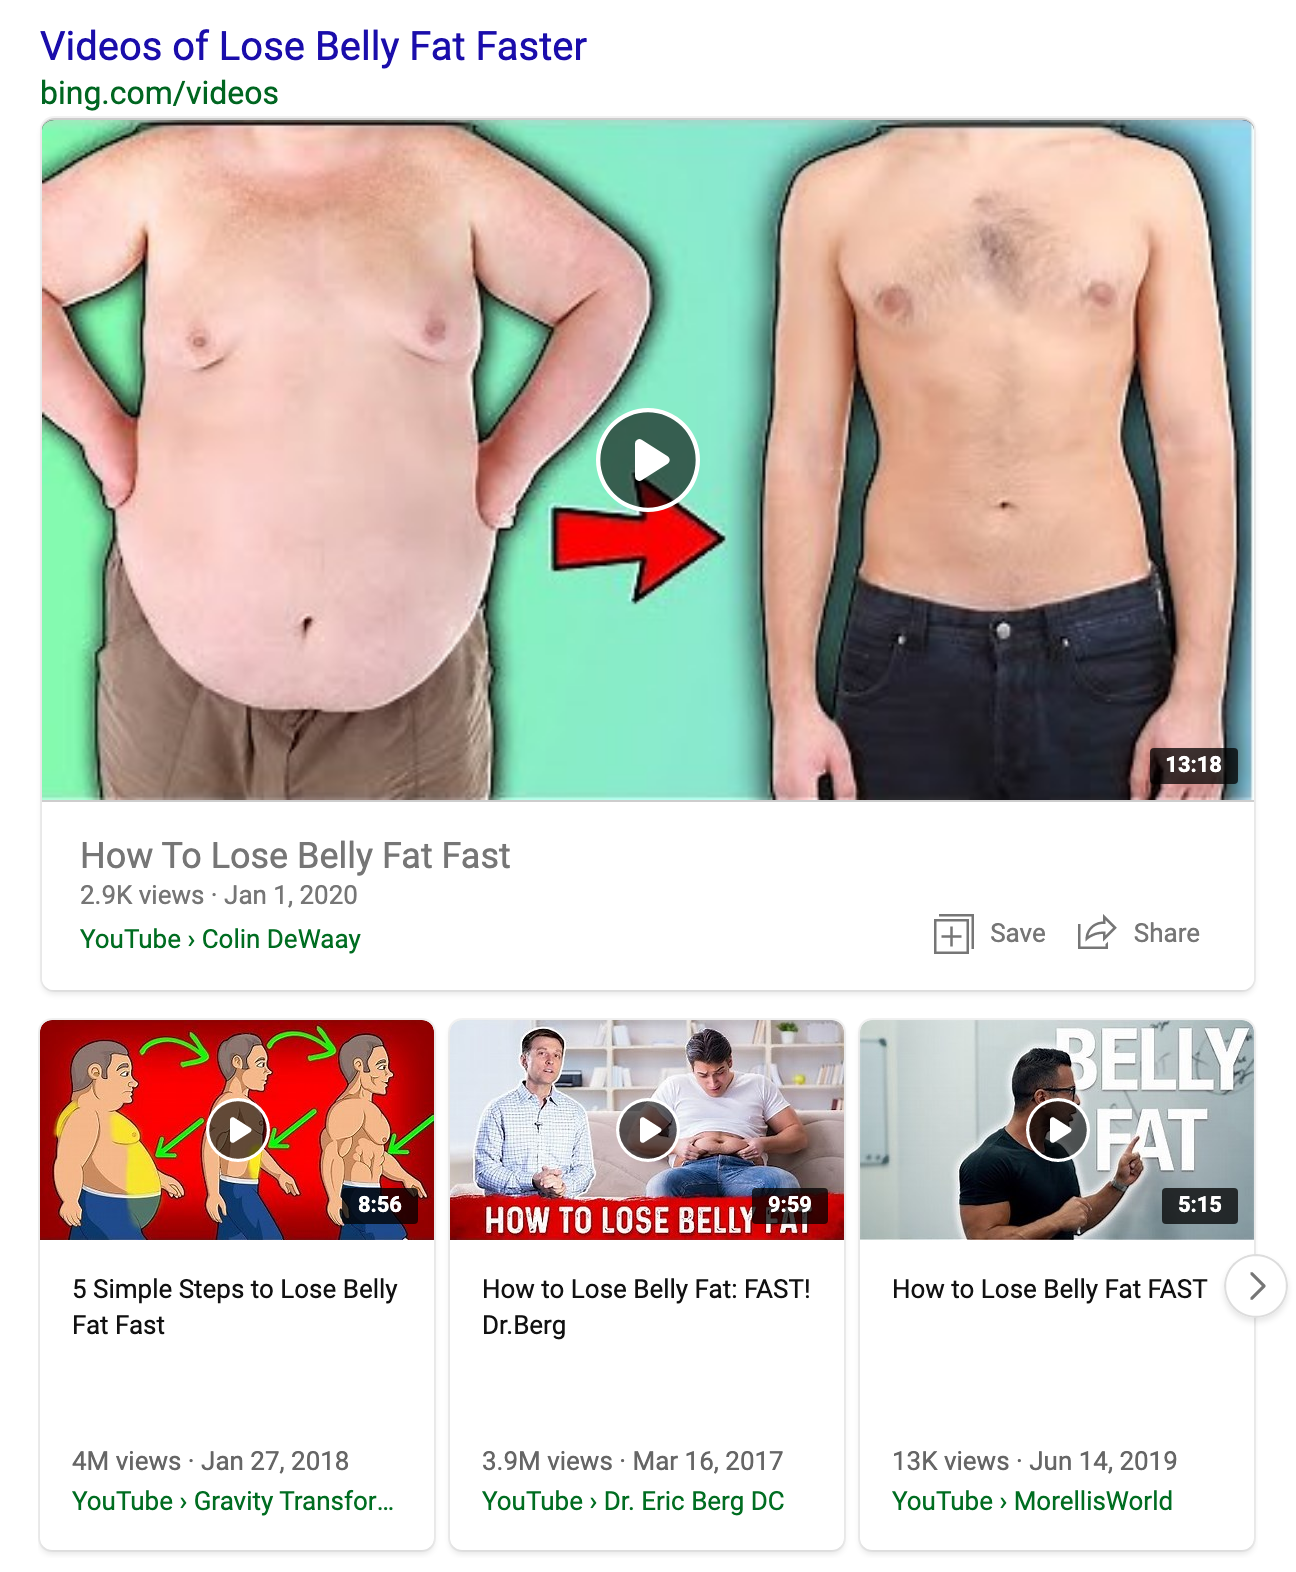 Videos of Lose Belly Fat Faster
bing.com/videos
13:18
How To Lose Belly Fat Fast
2.9K views · Jan 1, 2020
YouTube › Colin DeWaay
Save
Share
8:56
5 Simple Steps to Lose Belly
Fat Fast
4M views · Jan 27, 2018
YouTube › Gravity Transfor...
HOW TO LOSE BELLY FAT
9:59
How to Lose Belly Fat: FAST!
Dr.Berg
3.9M views · Mar 16, 2017
YouTube › Dr. Eric Berg DC
BELLY
FAT
5:15
How to Lose Belly Fat FAST
13K views · Jun 14, 2019
YouTube › MorellisWorld